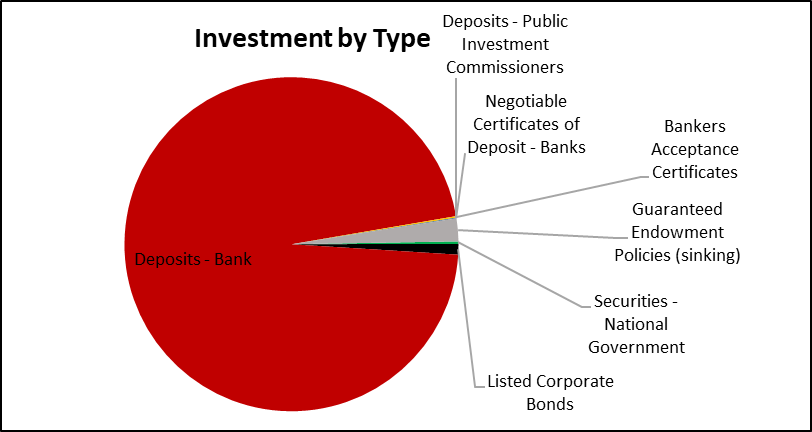 Investment by Type
Deposits - Public
Investment
Commissioners
Negotiable
Certificates of
Deposit - Banks
Bankers
Acceptance
Certificates
Guaranteed
Endowment
Policies (sinking)
Securities -
National
Government
Listed Corporate
Bonds
Deposits - Bank